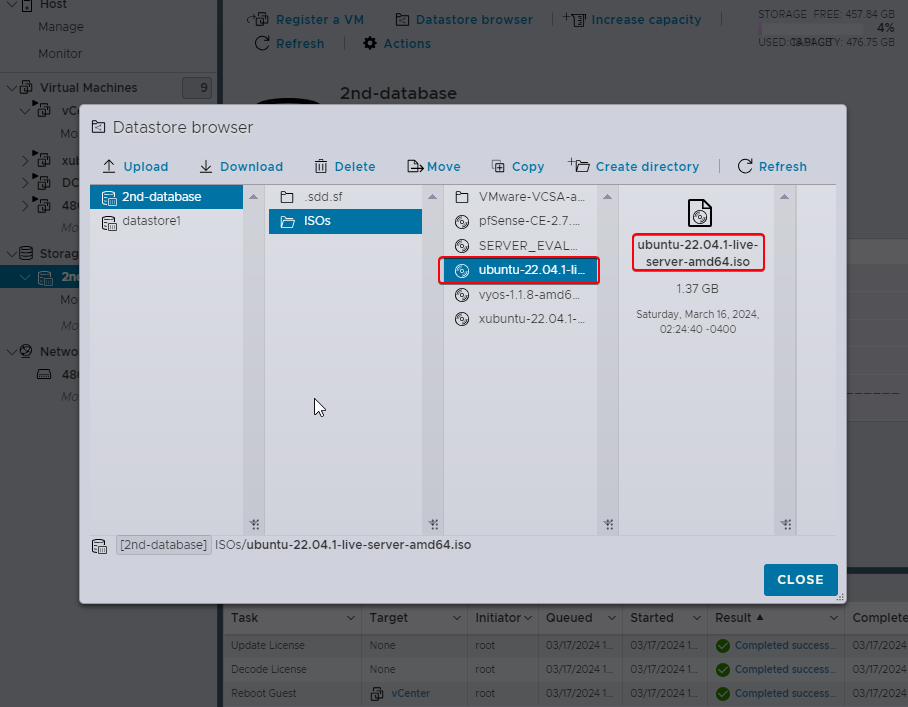 Host
Manage
Monitor
Virtual Machines 9
vC
Mo
xu
DC
480
Mo
Storag
2n
Mo
Mo
Netwo
480
Mo
Register a VM Datastore browser Increase capacity
Refresh Actions
STORAGE FREE: 457.84 GB
4%
CAPACITY: 476.75 GB
2nd-database
Datastore browser
Upload Download Delete Move Copy Create directory Refresh
2nd-database
datastore1
.sdd.sf
ISOs
VMware-VCSA-a...
pfSense-CE-2.7....
SERVER_EVAL...
ubuntu-22.04.1-li...
vyos-1.1.8-amd6...
xubuntu-22.04.1-...
ubuntu-22.04.1-live-
server-amd64.iso
1.37 GB
Saturday, March 16, 2024,
02:24:40 -0400
[2nd-database] ISOs/ubuntu-22.04.1-live-server-amd64.iso
CLOSE
Task Target Initiator Queued Started Result Complete
Update License None root 03/17/2024 1... 03/17/2024 1... Completed success... 03/17/2024
Decode License None root 03/17/2024 1... 03/17/2024 1... Completed success... 03/17/2024
Reboot Guest vCenter root 03/17/2024 1... 03/17/2024 1... Completed success... 03/17/2024